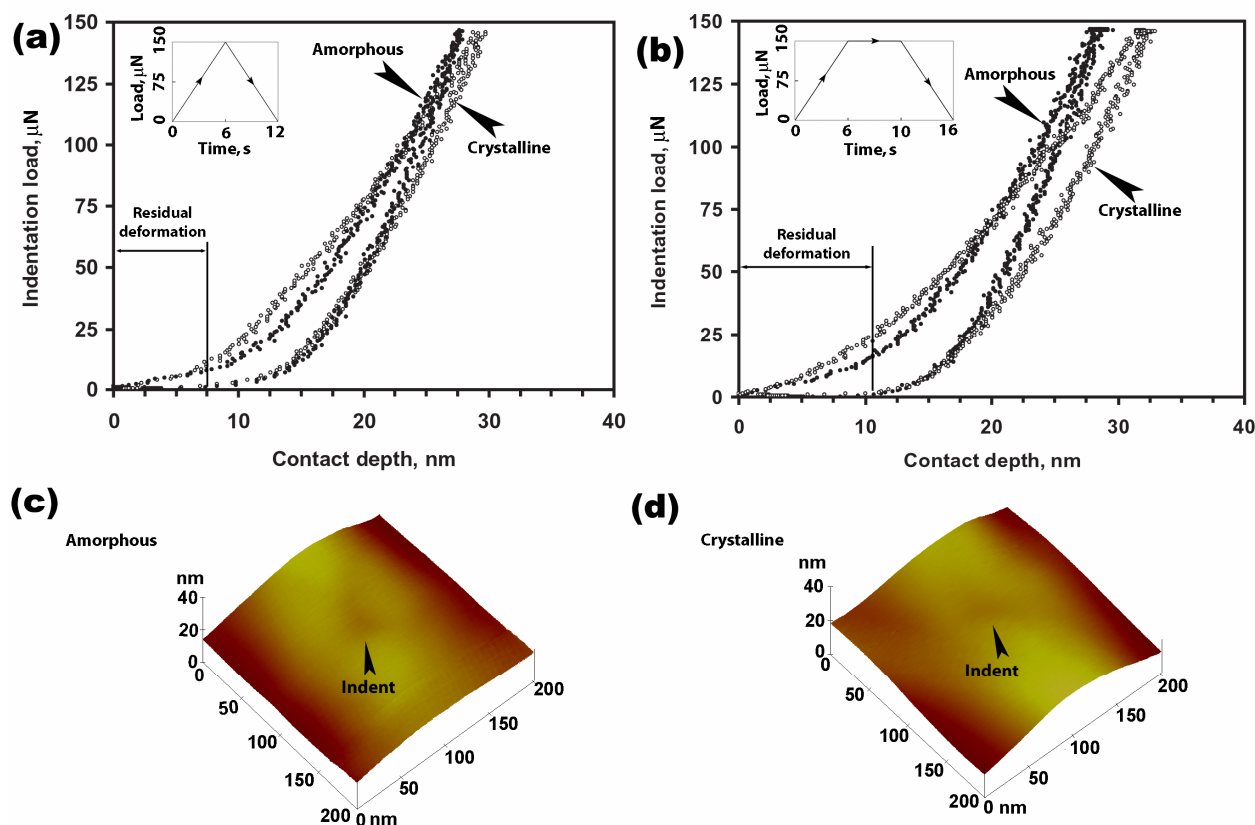 (a)
150
125
100
75
50
25
0
Indentation load, μN
0
10
20
30
40
Contact depth, nm
Load, μN
150
75
0
0
6
12
Time, s
Amorphous
Crystalline
Residual
deformation
(b)
150
125
100
75
50
25
0
Indentation load, μN
0
10
20
30
40
Contact depth, nm
Load, μN
150
75
0
0
6
10
16
Time, s
Amorphous
Crystalline
Residual
deformation
(c)
Amorphous
nm
40
20
0
0
50
100
150
200
0 nm
50
100
150
200
Indent
(d)
Crystalline
nm
40
20
0
0
50
100
150
200
0 nm
50
100
150
200
Indent